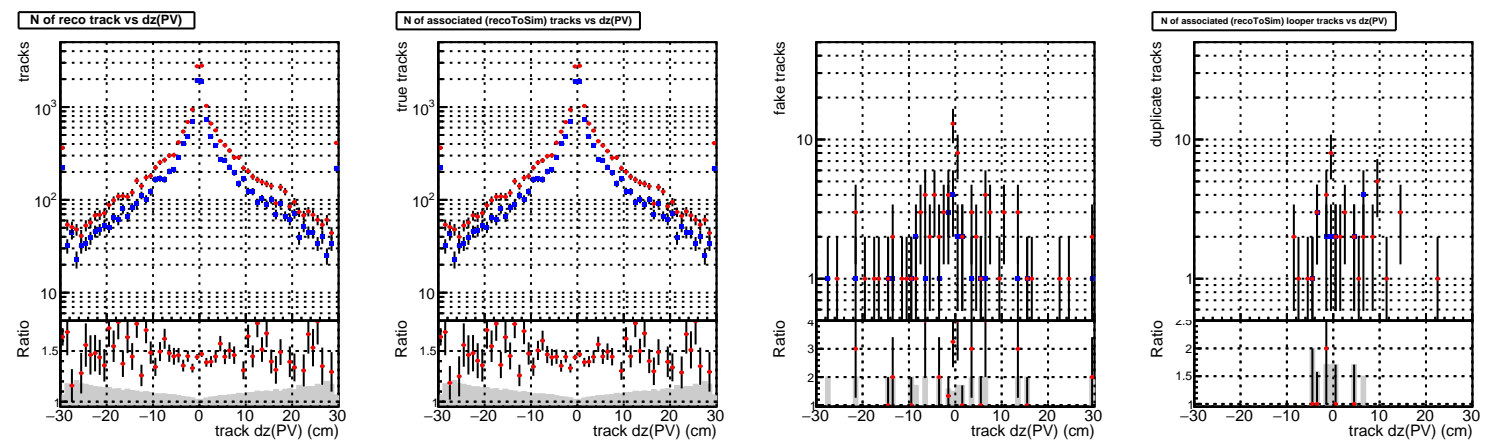 N of reco track vs dz(PV)
tracks
10³
10²
10
Ratio
1.5
1
−30 −20 −10 0 10 20 30
track dz(PV) (cm)
N of associated (recoToSim) tracks vs dz(PV)
true tracks
10³
10²
10
Ratio
1.5
1
−30 −20 −10 0 10 20 30
track dz(PV) (cm)
fake tracks
10
1
Ratio
4
3
2
1
−30 −20 −10 0 10 20 30
track dz(PV) (cm)
N of associated (recoToSim) looper tracks vs dz(PV)
duplicate tracks
10
1
Ratio
2.5
2
1.5
1
−30 −20 −10 0 10 20 30
track dz(PV) (cm)